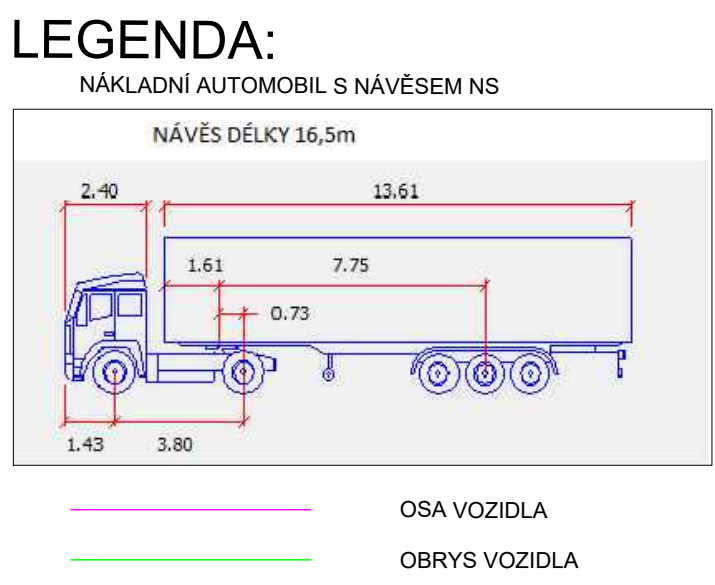 LEGENDA:
NÁKLADNÍ AUTOMOBIL S NÁVĚSEM NS
NÁVĚS DÉLKY 16,5m
2.40 13.61
1.61 7.75
0.73
1.43 3.80
OSA VOZIDLA
OBRYS VOZIDLA